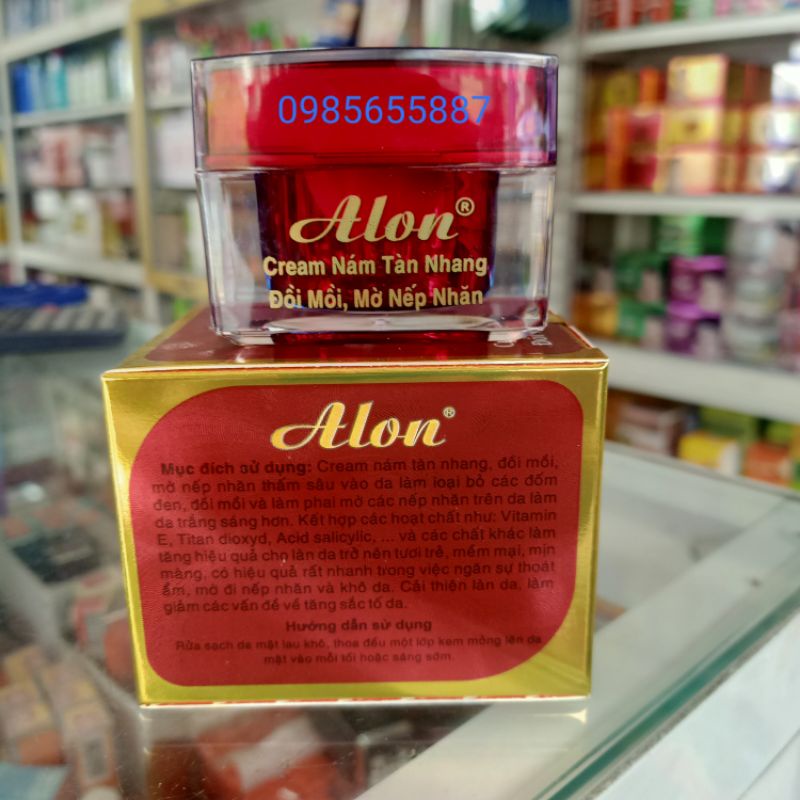 0985655887
Alon®
Cream Nám Tàn Nhang
Đồi Mồi, Mờ Nếp Nhăn
Alon®
Mục đích sử dụng: Cream nám tàn nhang, đồi mồi,
mờ nếp nhăn thấm sâu vào da làm loại bỏ các đốm
đen, đồi mồi và làm phai mờ các nếp nhăn trên da làm
da trắng sáng hơn. Kết hợp các hoạt chất như: Vitamin
E, Titan dioxyd, Acid salicylic, ... và các chất khác làm
tăng hiệu quả cho làn da trở nên tươi trẻ, mềm mại, mịn
màng, có hiệu quả rất nhanh trong việc ngăn sự thoát
ẩm, mờ đi nếp nhăn và khô da. Cải thiện làn da, làm
giảm các vấn đề về tăng sắc tố da.
Hướng dẫn sử dụng
Rửa sạch da mặt lau khô, thoa đều một lớp kem mỏng lên da
mặt vào mỗi tối hoặc sáng sớm.